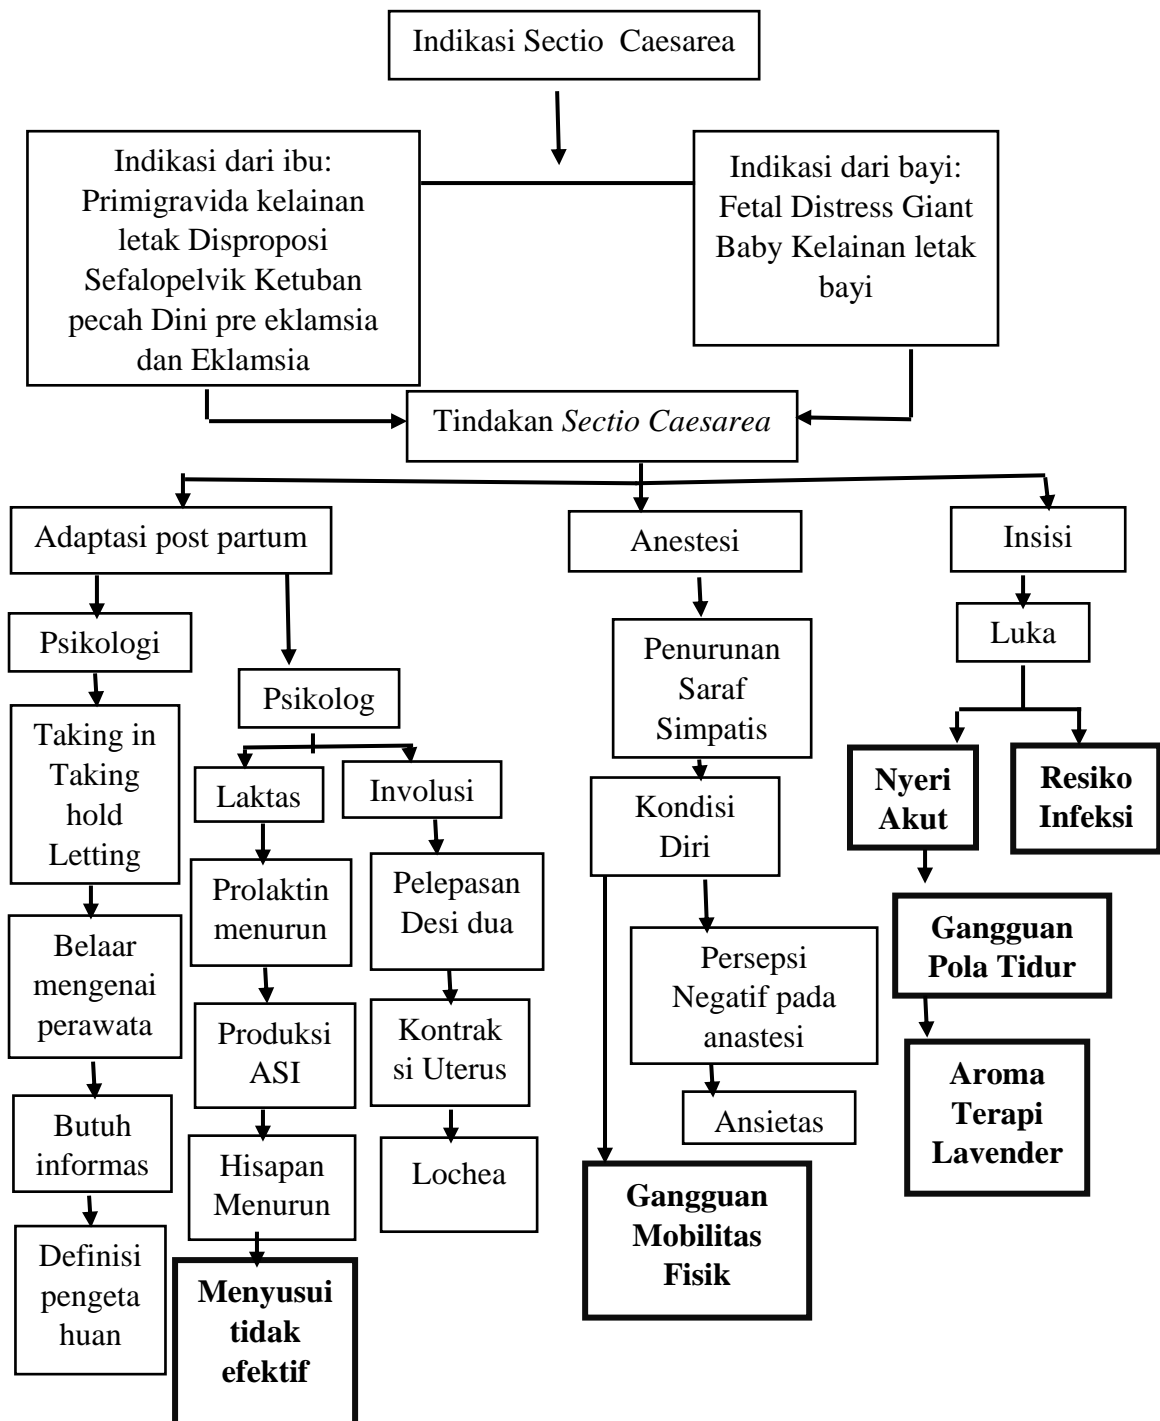 Indikasi Sectio Caesarea
Indikasi dari ibu:
Primigravida kelainan
letak Disproposi
Sefalopelvik Ketuban
pecah Dini pre eklamsia
dan Eklamsia
Indikasi dari bayi:
Fetal Distress Giant
Baby Kelainan letak
bayi
Tindakan Sectio Caesarea
Adaptasi post partum
Anestesi
Insisi
Psikologi
Taking in
Taking
hold
Letting
Belaar
mengenai
perawata
Butuh
informas
Definisi
pengeta
huan
Psikolog
Laktas
Prolaktin
menurun
Produksi
ASI
Hisapan
Menurun
Menyusui
tidak
efektif
Involusi
Pelepasan
Desi dua
Kontrak
si Uterus
Lochea
Penurunan
Saraf
Simpatis
Kondisi
Diri
Persepsi
Negatif pada
anastesi
Ansietas
Gangguan
Mobilitas
Fisik
Luka
Nyeri
Akut
Resiko
Infeksi
Gangguan
Pola Tidur
Aroma
Terapi
Lavender